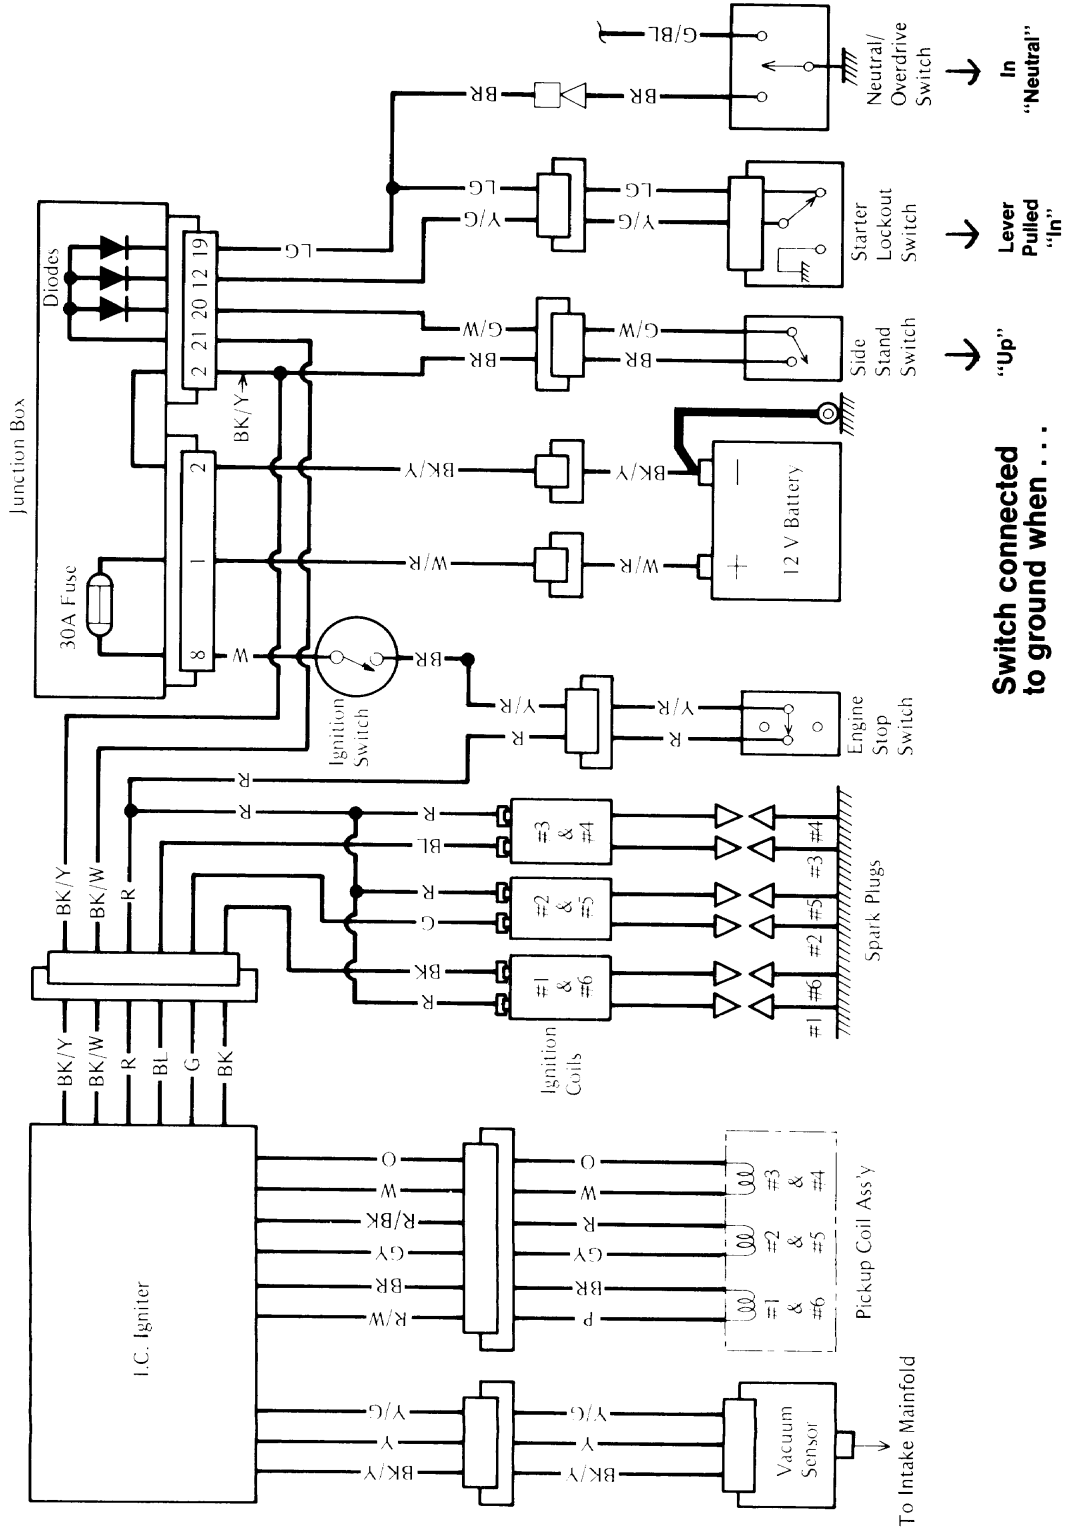 Junction Box
Diodes
30A Fuse
8
1
2
2
21
20
12
19
BK/Y
W
Ignition
Switch
BR
W/R
BK/Y
BR
G/W
Y/G
LG
LG
BR
G/BL
BR
LG
Y/G
G/W
BR
BK/Y
W/R
Y/R
R
Y/R
R
12 V Battery
+
−
Engine
Stop
Switch
Side
Stand
Switch
Starter
Lockout
Switch
Neutral/
Overdrive
Switch
Switch connected
to ground when . . .
"Up"
Lever
Pulled
"In"
In
"Neutral"
BK/Y
BK/W
R
R
R
BK/Y
BK/W
R
BL
G
BK
R
BL
R
G
BK
R
#3
&
#4
#2
&
#5
#1
&
#6
Ignition
Coils
#1
#6
#2
#5
#3
#4
Spark Plugs
I.C. Igniter
O
W
R/BK
GY
BR
R/W
O
W
R
GY
BR
P
#3
&
#4
#2
&
#5
#1
&
#6
Pickup Coil Ass'y
Y/G
Y
BK/Y
Y/G
Y
BK/Y
Vacuum
Sensor
To Intake Mainfold